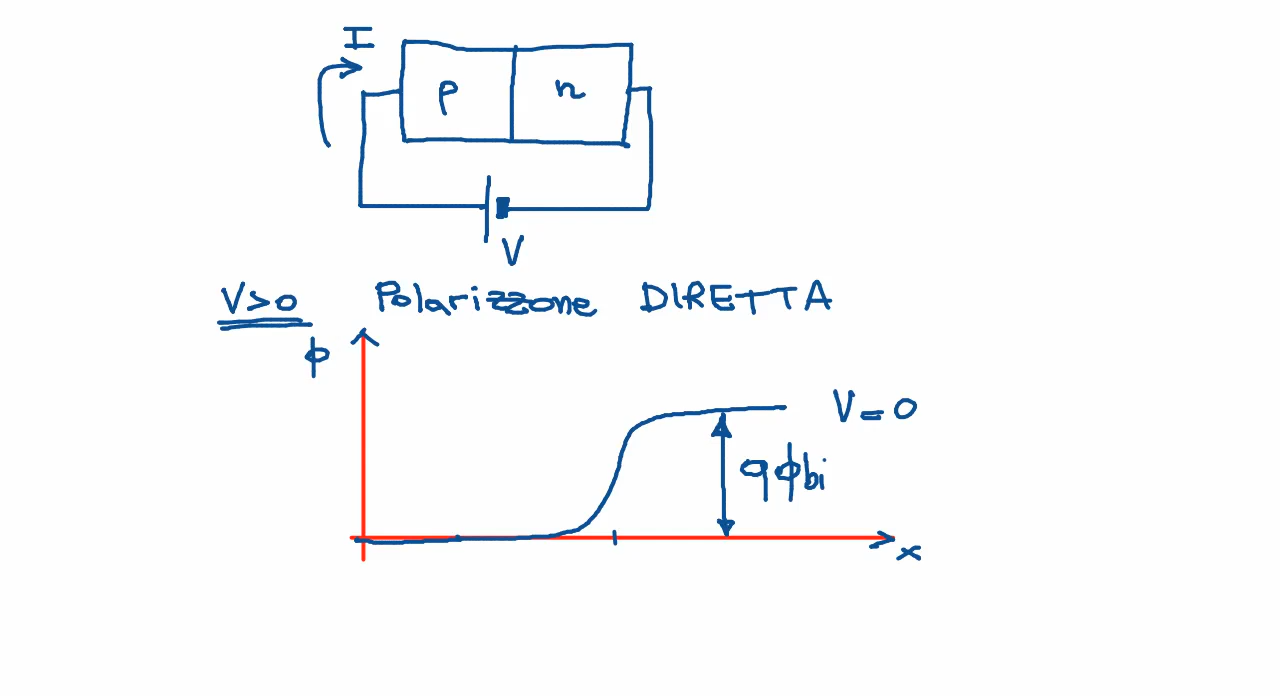 I
p n
V
V>0 Polarizzone DIRETTA
ϕ
V=0
qϕbi
x